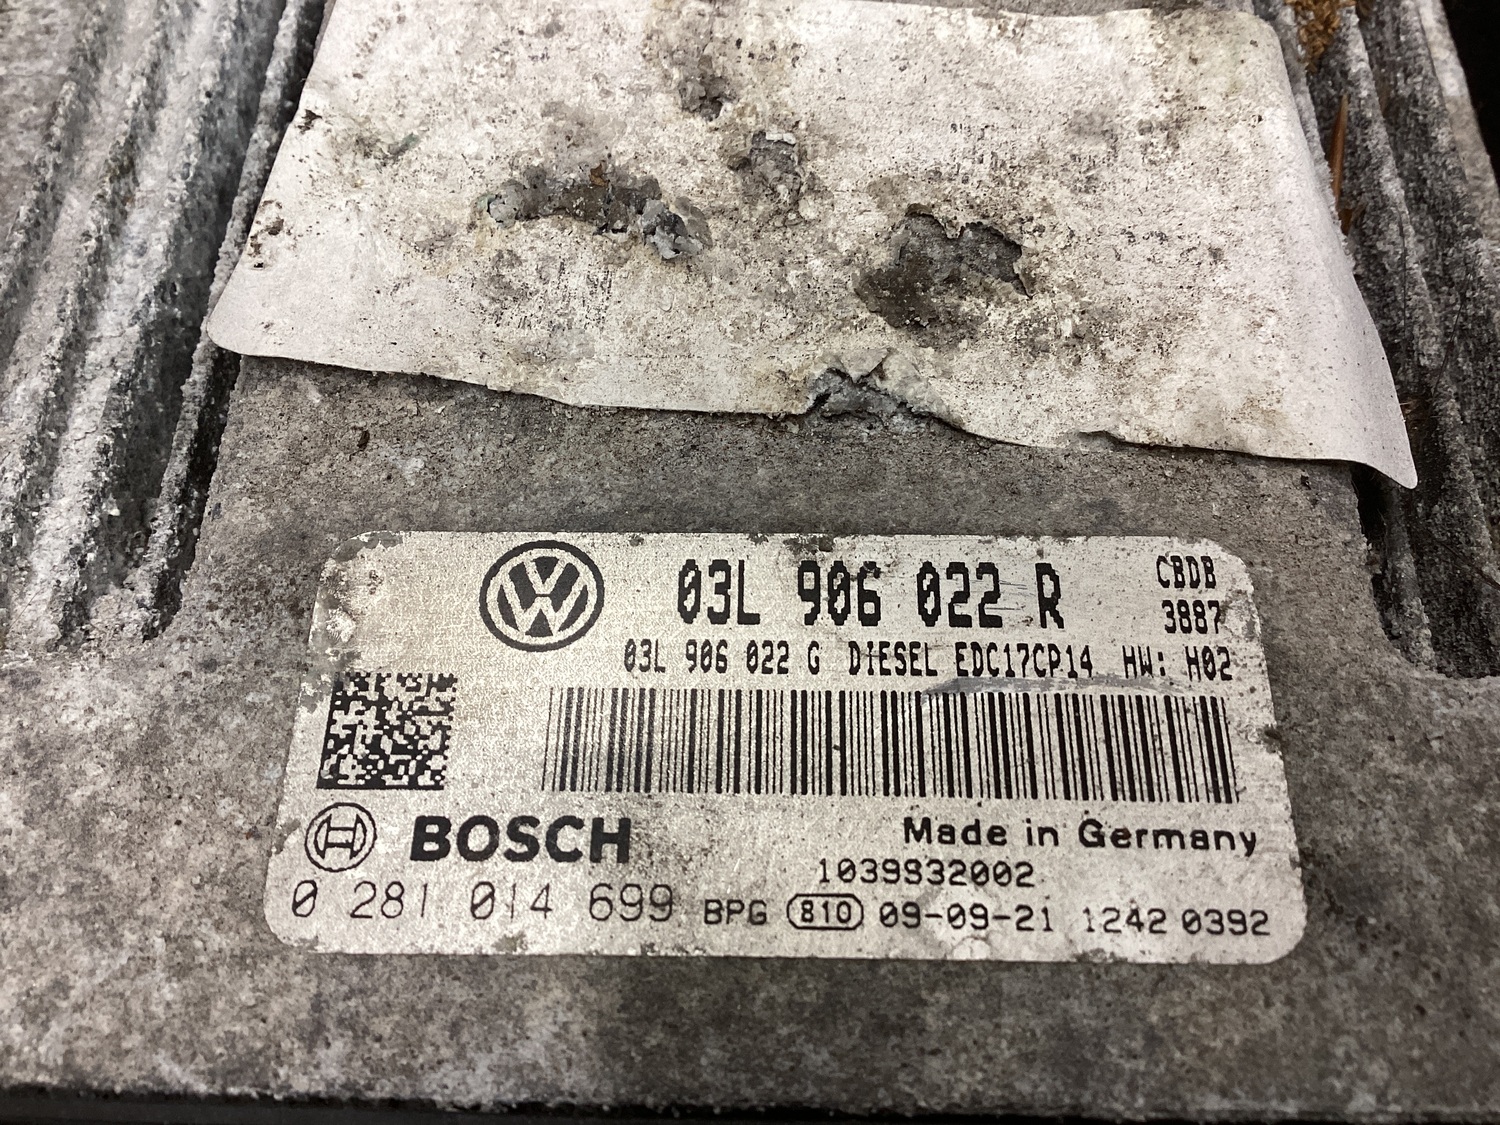 03L 906 022 R
CBDB
3887
03L 906 022 G DIESEL EDC17CP14 HW: H02
BOSCH
Made in Germany
1039S32002
0 281 014 699 BPG 810 09-09-21 1242 0392